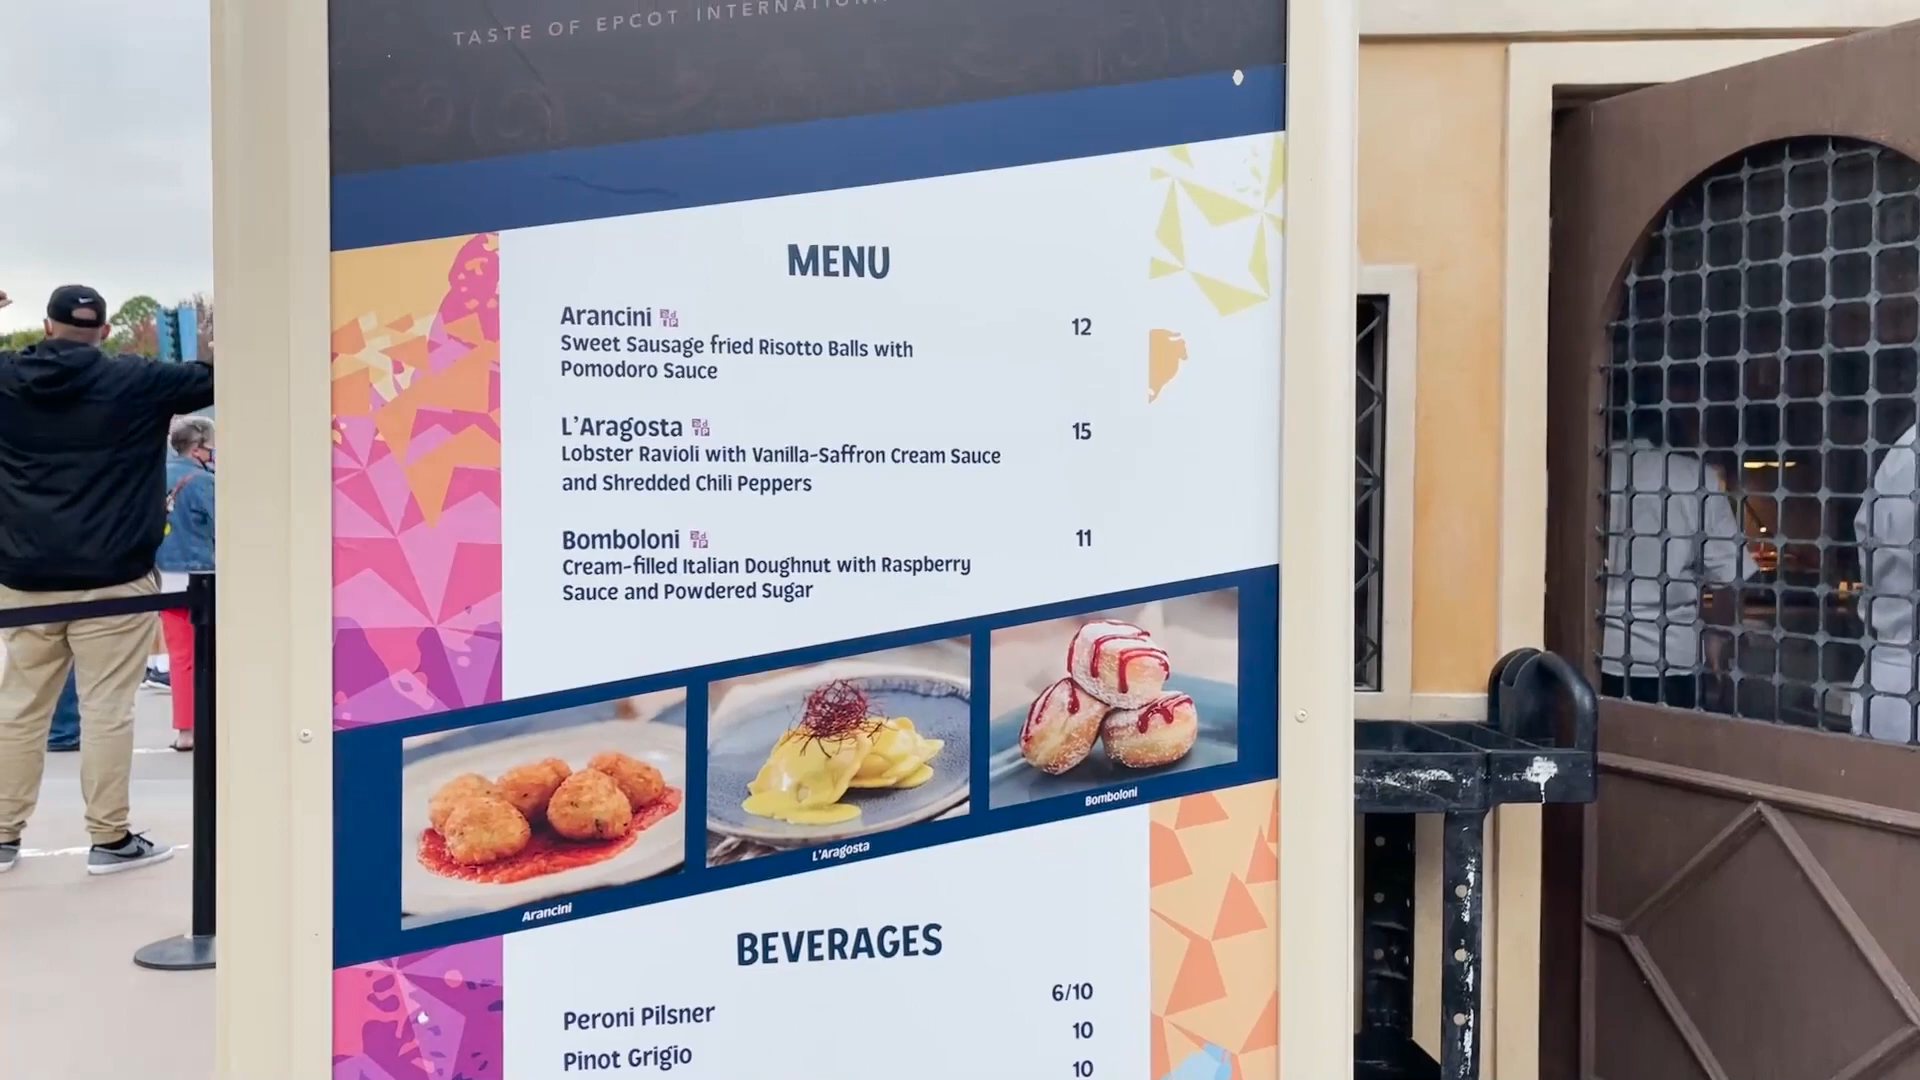 TASTE OF EPCOT
MENU
Arancini
12
Sweet Sausage fried Risotto Balls with
Pomodoro Sauce
L'Aragosta
15
Lobster Ravioli with Vanilla-Saffron Cream Sauce
and Shredded Chili Peppers
Bomboloni
11
Cream-filled Italian Doughnut with Raspberry
Sauce and Powdered Sugar
Arancini
L'Aragosta
Bomboloni
BEVERAGES
Peroni Pilsner
6/10
Pinot Grigio
10
10